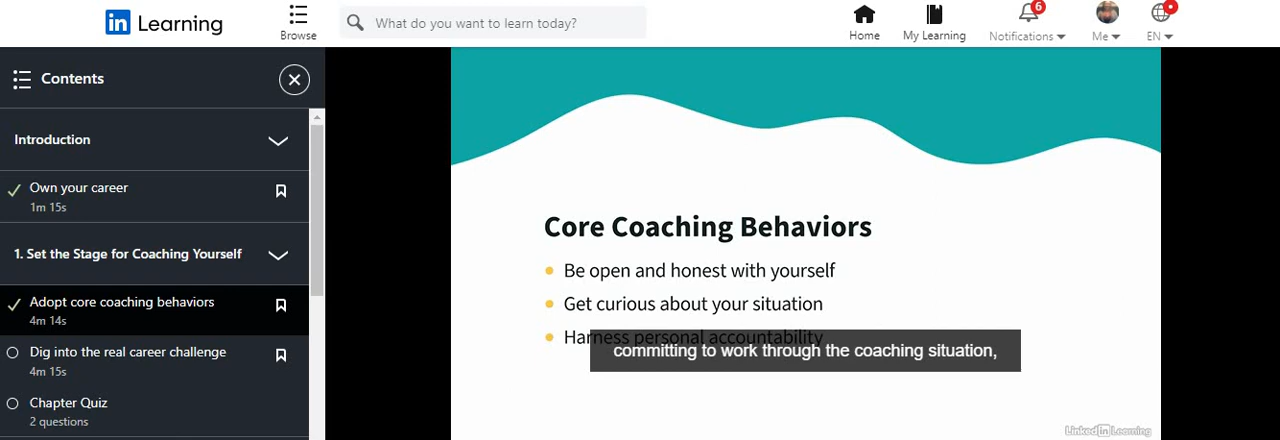 in Learning
Browse
What do you want to learn today?
Home
My Learning
6
Notifications
Me
EN
Contents
Introduction
Own your career
1m 15s
1. Set the Stage for Coaching Yourself
Adopt core coaching behaviors
4m 14s
Dig into the real career challenge
4m 15s
Chapter Quiz
2 questions
Core Coaching Behaviors
Be open and honest with yourself
Get curious about your situation
Harness personal accountability
committing to work through the coaching situation,
Linked in Learning